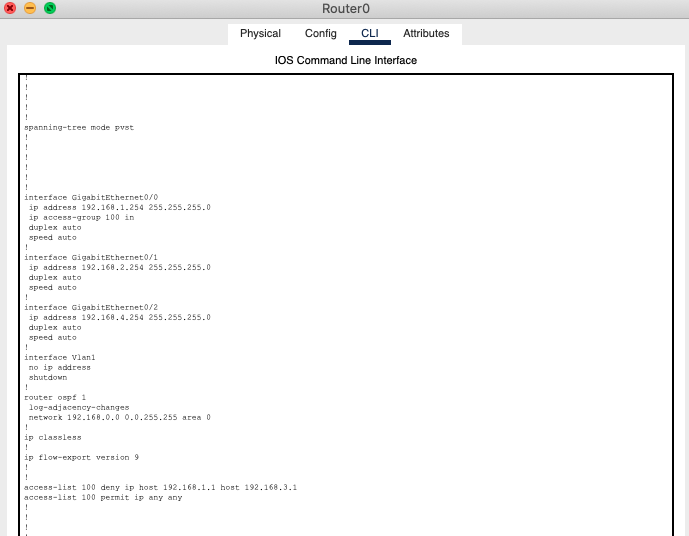 Router0
Physical Config CLI Attributes
IOS Command Line Interface
!
!
!
!
!
spanning-tree mode pvst
!
!
!
!
!
!
interface GigabitEthernet0/0
 ip address 192.168.1.254 255.255.255.0
 ip access-group 100 in
 duplex auto
 speed auto
!
interface GigabitEthernet0/1
 ip address 192.168.2.254 255.255.255.0
 duplex auto
 speed auto
!
interface GigabitEthernet0/2
 ip address 192.168.4.254 255.255.255.0
 duplex auto
 speed auto
!
interface Vlan1
 no ip address
 shutdown
!
router ospf 1
 log-adjacency-changes
 network 192.168.0.0 0.0.255.255 area 0
!
ip classless
!
ip flow-export version 9
!
!
access-list 100 deny ip host 192.168.1.1 host 192.168.3.1
access-list 100 permit ip any any
!
!
!